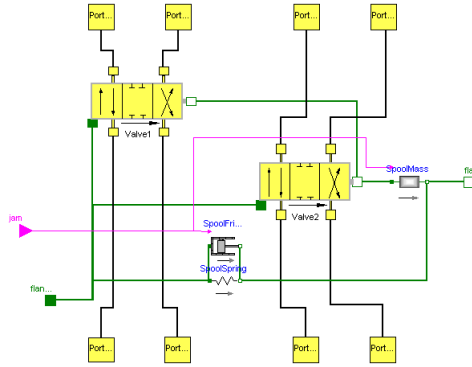 Port...
Port...
Port...
Port...
Valve1
SpoolMass
fla
jam
Valve2
SpoolFri...
SpoolSpring
flan...
Port...
Port...
Port...
Port...